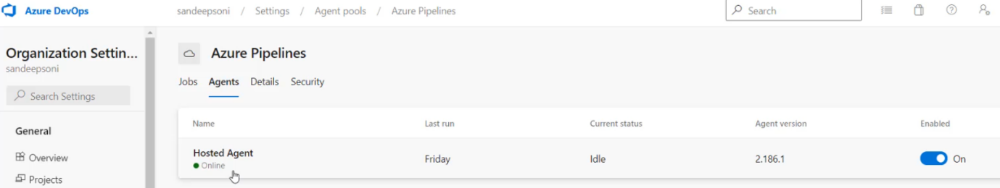 Azure DevOps
sandeepsoni / Settings / Agent pools / Azure Pipelines
Search
Organization Settin...
sandeepsoni
Search Settings
General
Overview
Projects
Azure Pipelines
Jobs Agents Details Security
Name Last run Current status Agent version Enabled
Hosted Agent Friday Idle 2.186.1 On
Online